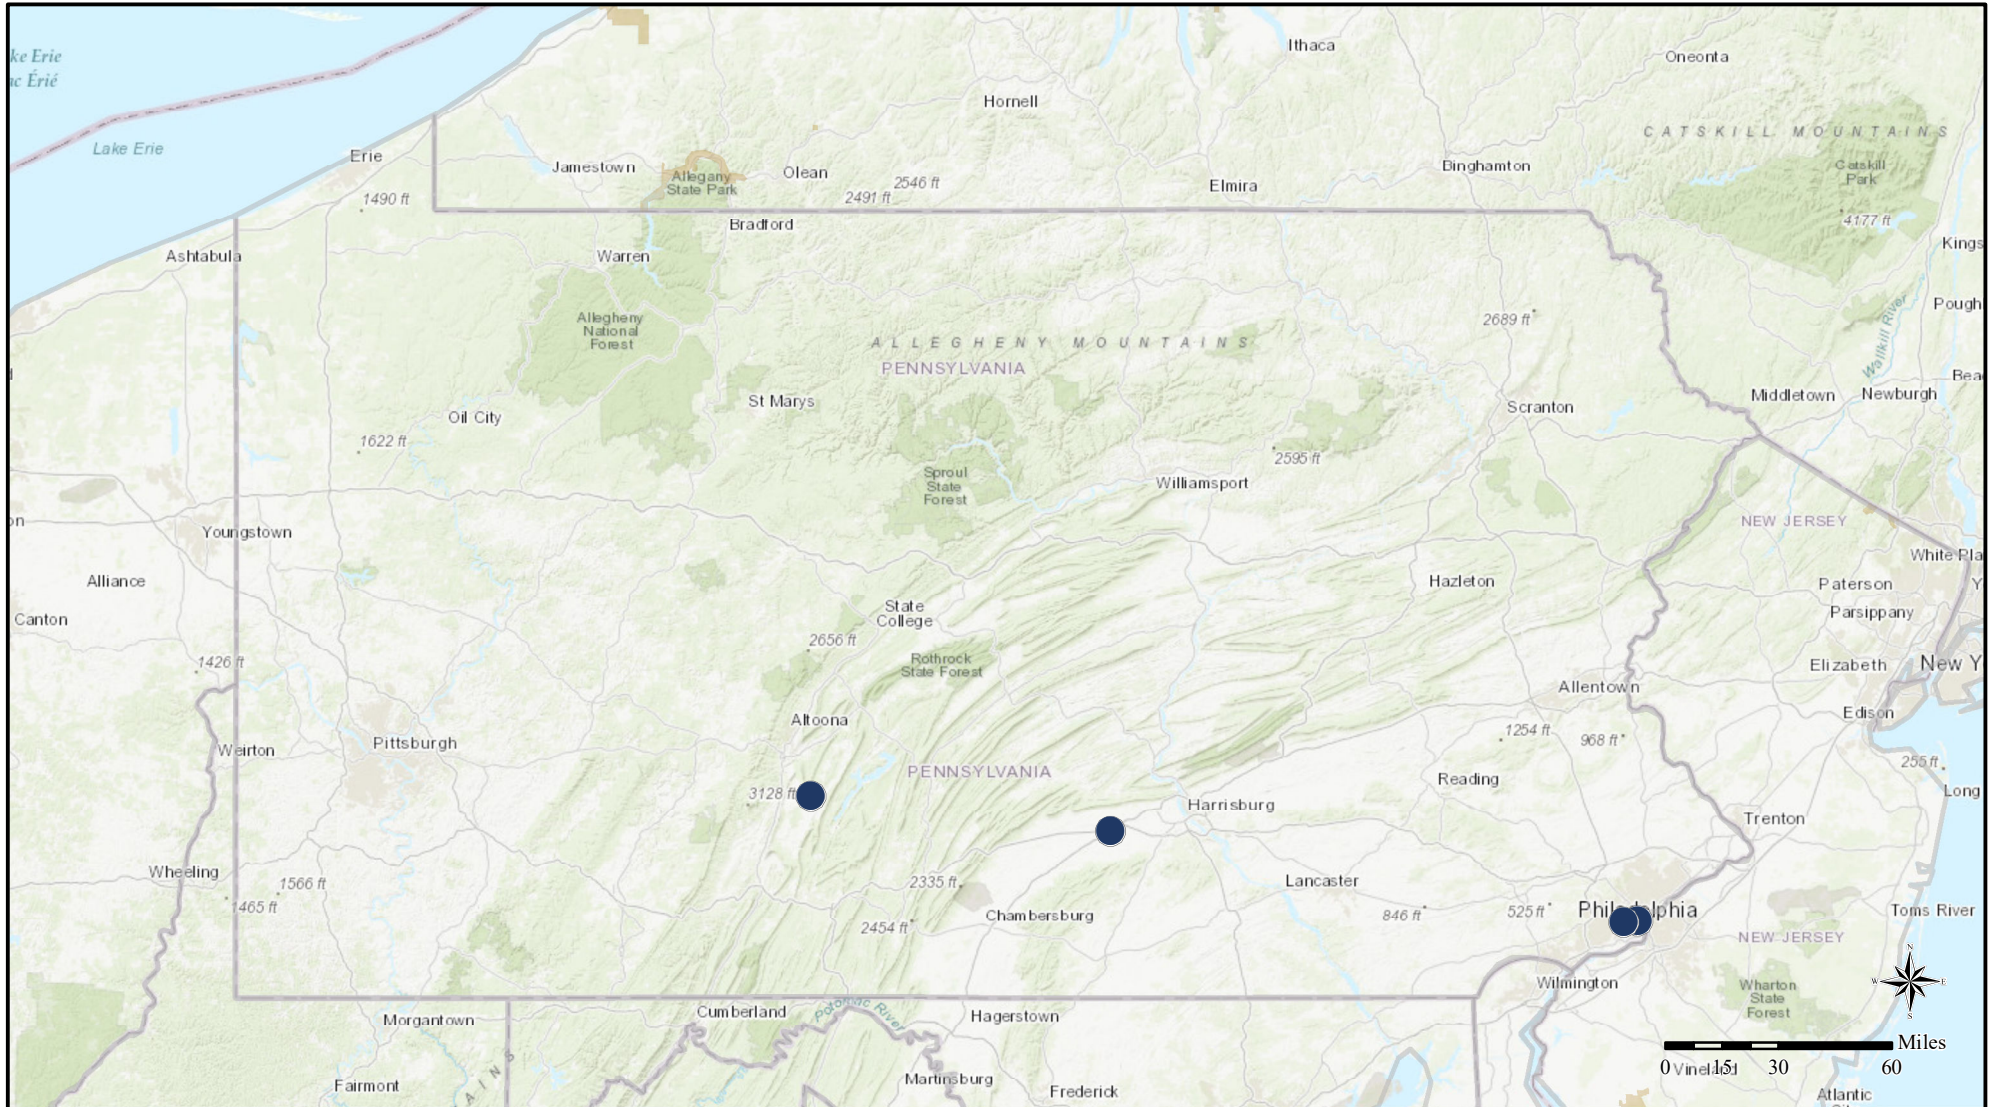 Ithaca
Oneonta
ke Erie
ac Érié
Hornell
CATSKILL MOUNTAINS
Lake Erie
Erie
Jamestown
Allegany
State Park
Olean
2546 ft
2491 ft
Elmira
Binghamton
Catskill
Park
1490 ft
Bradford
4177 ft
Ashtabula
Warren
Kings
Pough
Allegheny
National
Forest
2689 ft
Wallkill River
ALLEGHENY MOUNTAINS
PENNSYLVANIA
Bea
St Marys
Middletown
Newburgh
Oil City
Scranton
1622 ft
2595 ft
Sproul
State
Forest
Williamsport
on
Youngstown
NEW JERSEY
White Pla
Alliance
Hazleton
Paterson
Y
Canton
State
College
Parsippany
2656 ft
1426 ft
Rothrock
State Forest
Elizabeth
New Y
Allentown
Altoona
Edison
Pittsburgh
1254 ft
968 ft
Weirton
255 ft
PENNSYLVANIA
Reading
3128 ft
Long
Harrisburg
Trenton
Wheeling
1566 ft
2335 ft
Lancaster
1465 ft
Chambersburg
846 ft
525 ft
Philadelphia
Toms River
2454 ft
NEW JERSEY
N
W E
S
Wilmington
Wharton
State
Forest
Morgantown
Cumberland
Potomac River
Hagerstown
Miles
0 15 30 60
Vineland
AINS
Fairmont
Martinsburg
Frederick
Atlantic